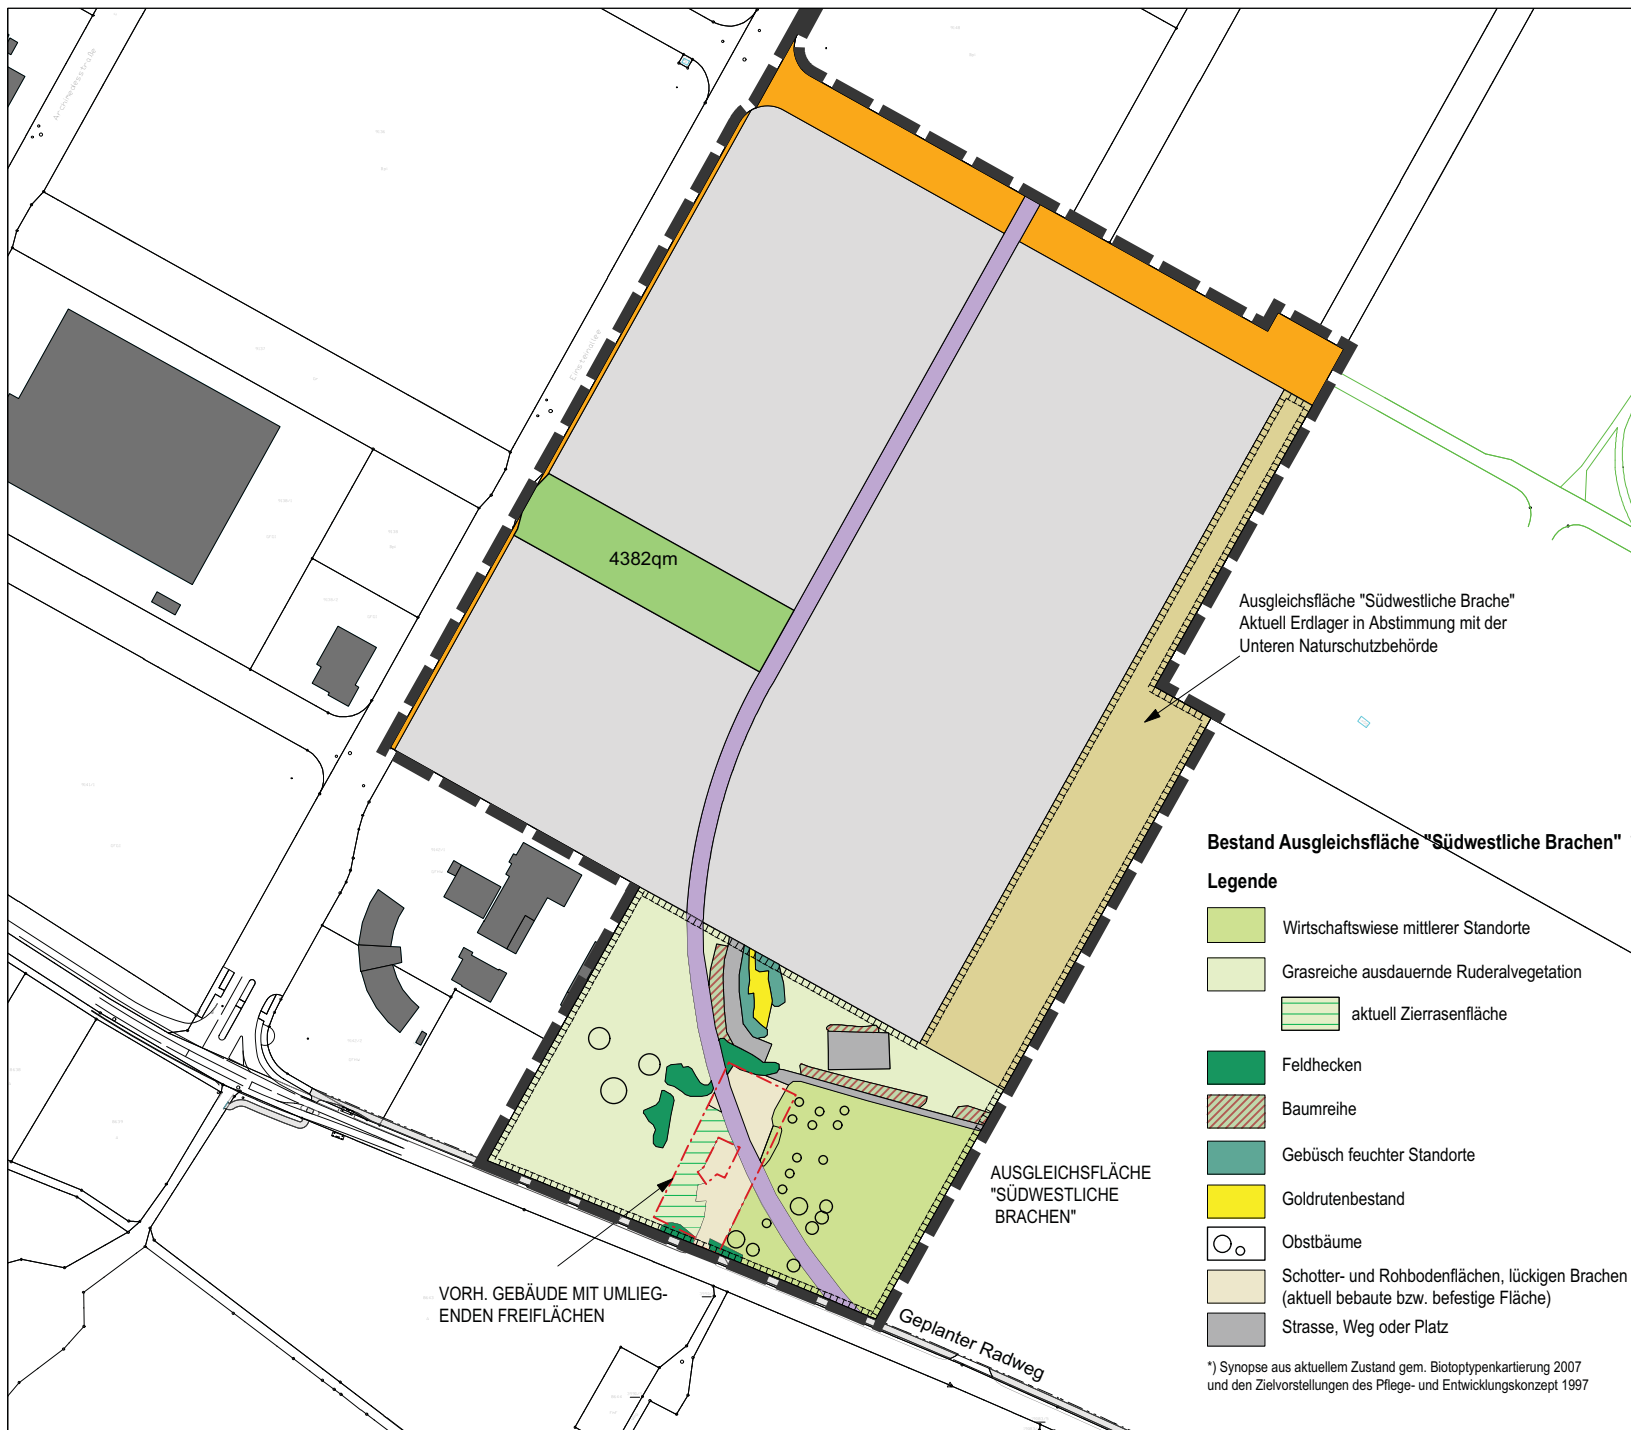 Archimedesstraße
Einsteinallee
4382qm
Ausgleichsfläche "Südwestliche Brache"
Aktuell Erdlager in Abstimmung mit der
Unteren Naturschutzbehörde
Bestand Ausgleichsfläche "Südwestliche Brachen"
Legende
Wirtschaftswiese mittlerer Standorte
Grasreiche ausdauernde Ruderalvegetation
aktuell Zierrasenfläche
Feldhecken
Baumreihe
Gebüsch feuchter Standorte
Goldrutenbestand
Obstbäume
Schotter- und Rohbodenflächen, lückigen Brachen
(aktuell bebaute bzw. befestige Fläche)
Strasse, Weg oder Platz
*) Synopse aus aktuellem Zustand gem. Biotoptypenkartierung 2007
und den Zielvorstellungen des Pflege- und Entwicklungskonzept 1997
AUSGLEICHSFLÄCHE
"SÜDWESTLICHE
BRACHEN"
VORH. GEBÄUDE MIT UMLIEG-
ENDEN FREIFLÄCHEN
Geplanter Radweg